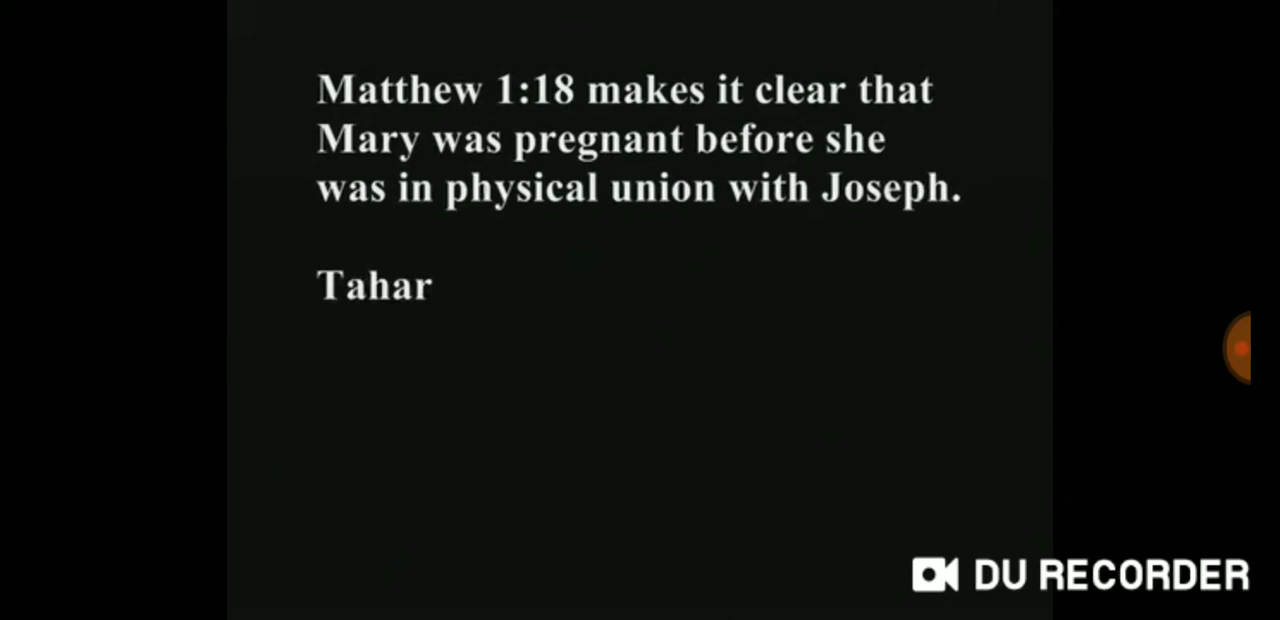 Matthew 1:18 makes it clear that
Mary was pregnant before she
was in physical union with Joseph.
Tahar
DU RECORDER